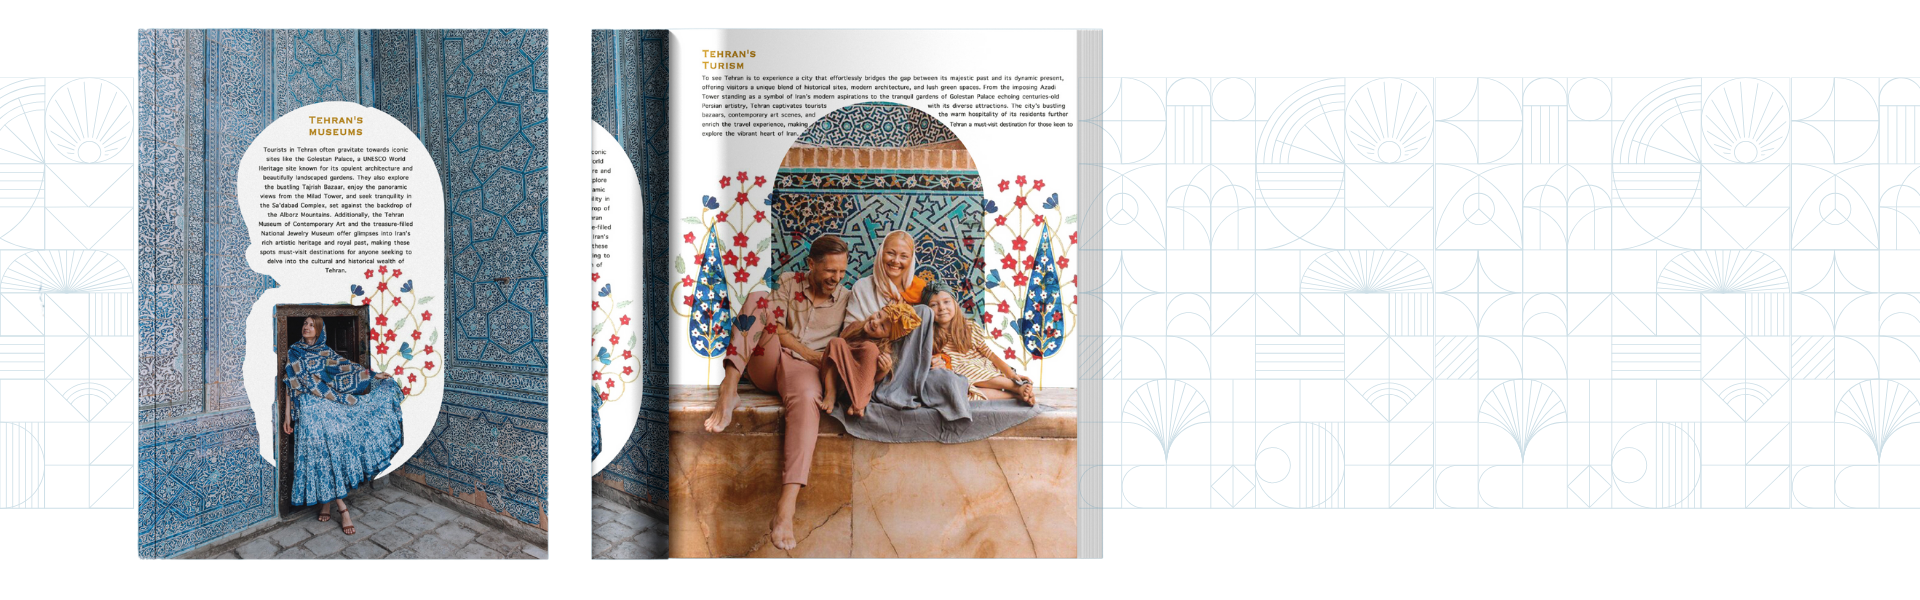 TEHRAN'S
MUSEUMS
Tourists in Tehran often gravitate towards iconic
sites like the Golestan Palace, a UNESCO World
Heritage site known for its opulent architecture and
beautifully landscaped gardens. They also explore
the bustling Tajrish Bazaar, enjoy the panoramic
views from the Milad Tower, and seek tranquility in
the Sa'dabad Complex, set against the backdrop of
the Alborz Mountains. Additionally, the Tehran
Museum of Contemporary Art and the treasure-filled
National Jewelry Museum offer glimpses into Iran's
rich artistic heritage and royal past, making these
spots must-visit destinations for anyone seeking to
delve into the cultural and historical wealth of
Tehran.
conic
orld
re and
plore
amic
ility in
rop of
hran
e-filled
Iran's
these
ing to
of
TEHRAN'S
TURISM
To see Tehran is to experience a city that effortlessly bridges the gap between its majestic past and its dynamic present,
offering visitors a unique blend of historical sites, modern architecture, and lush green spaces. From the imposing Azadi
Tower standing as a symbol of Iran's modern aspirations to the tranquil gardens of Golestan Palace echoing centuries-old
Persian artistry, Tehran captivates tourists with its diverse attractions. The city's bustling
bazaars, contemporary art scenes, and the warm hospitality of its residents further
enrich the travel experience, making Tehran a must-visit destination for those keen to
explore the vibrant heart of Iran.